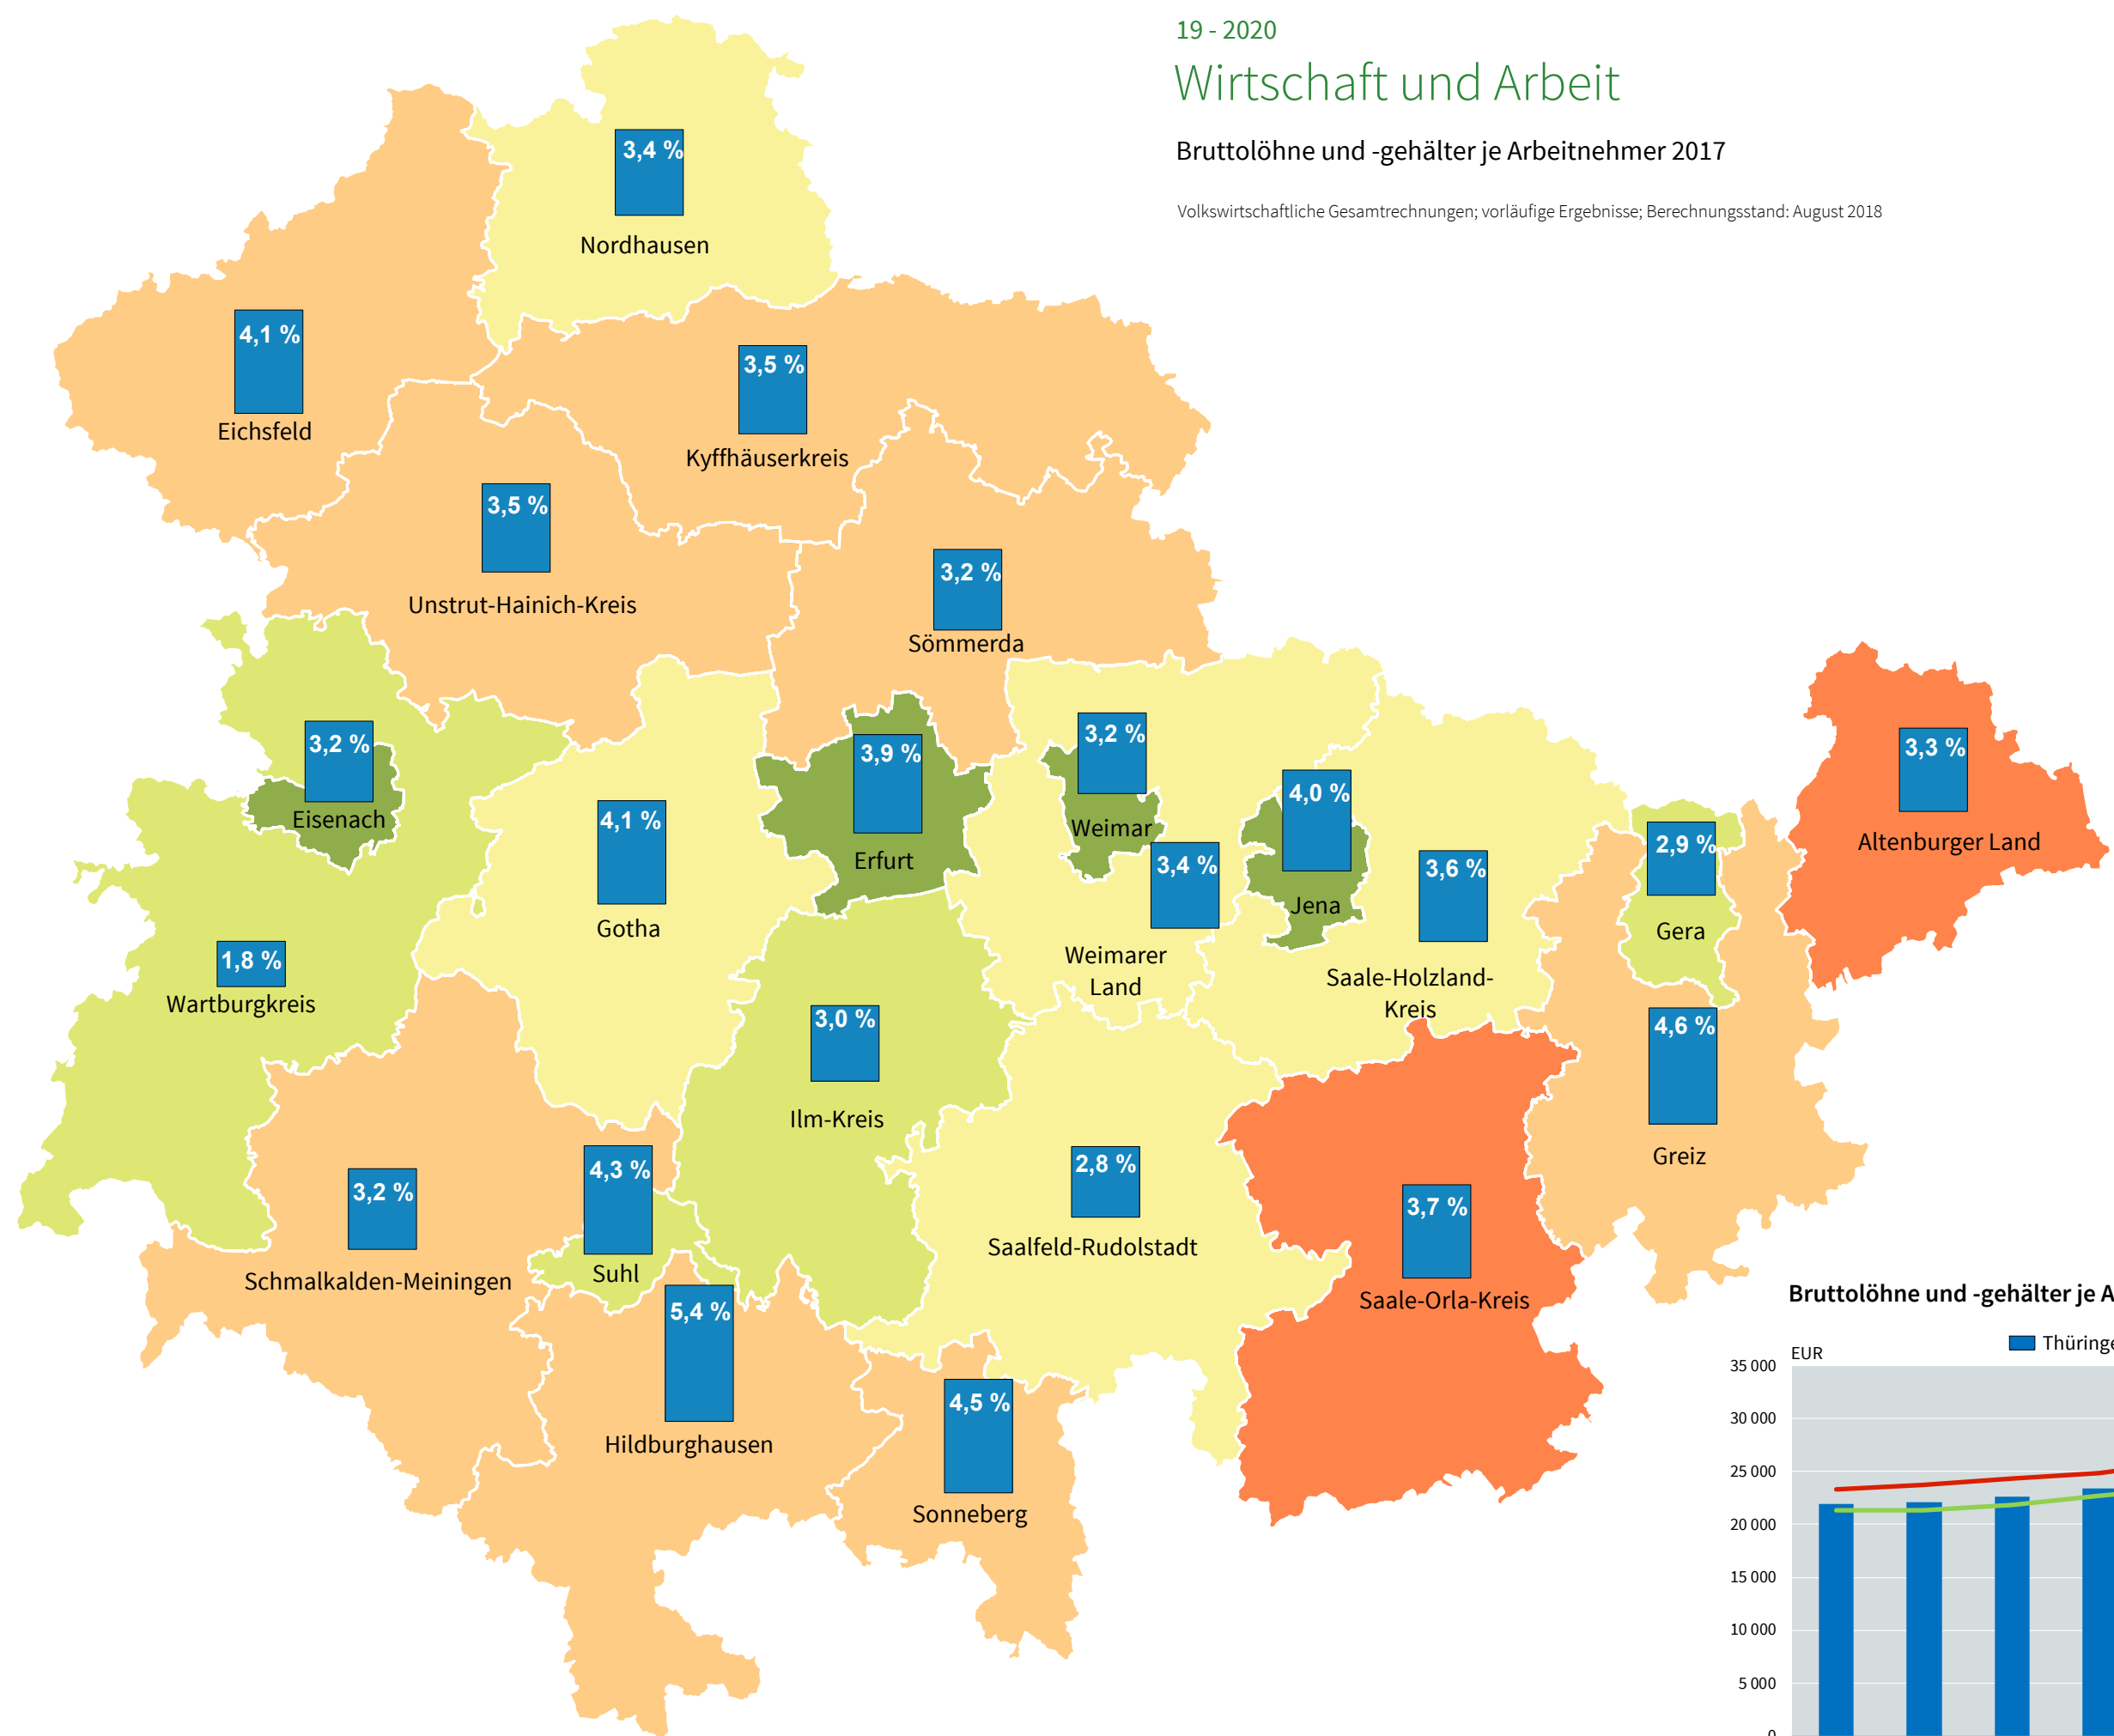 19 - 2020
Wirtschaft und Arbeit
Bruttolöhne und -gehälter je Arbeitnehmer 2017
Volkswirtschaftliche Gesamtrechnungen; vorläufige Ergebnisse; Berechnungsstand: August 2018
3,4 %
Nordhausen
4,1 %
Eichsfeld
3,5 %
Kyffhäuserkreis
3,5 %
Unstrut-Hainich-Kreis
3,2 %
Sömmerda
3,2 %
Eisenach
3,9 %
Erfurt
3,2 %
Weimar
4,0 %
Jena
3,3 %
Altenburger Land
4,1 %
Gotha
3,4 %
Weimarer
Land
3,6 %
Saale-Holzland-
Kreis
2,9 %
Gera
1,8 %
Wartburgkreis
3,0 %
Ilm-Kreis
4,6 %
Greiz
3,2 %
Schmalkalden-Meiningen
4,3 %
Suhl
2,8 %
Saalfeld-Rudolstadt
3,7 %
Saale-Orla-Kreis
5,4 %
Hildburghausen
4,5 %
Sonneberg
Bruttolöhne und -gehälter je A
Thüringe
EUR
35 000
30 000
25 000
20 000
15 000
10 000
5 000
0